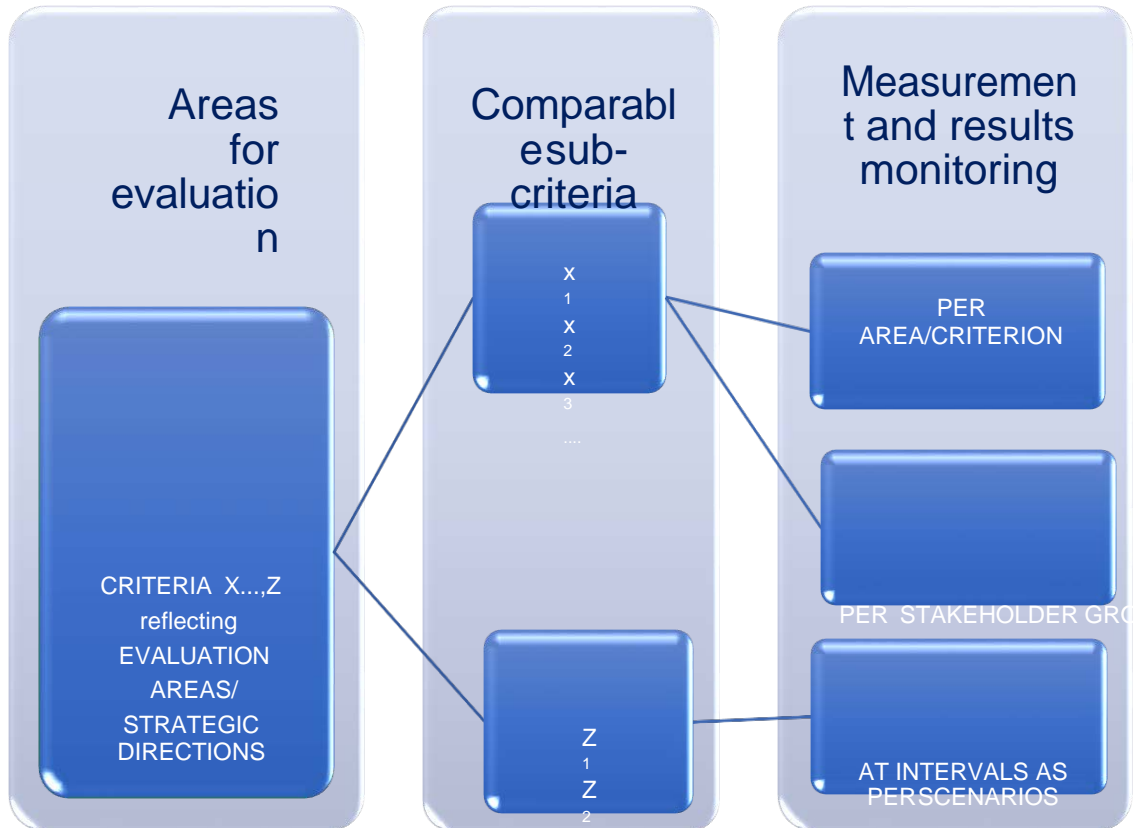 Areas
for
evaluatio
n
CRITERIA X...,Z
reflecting
EVALUATION
AREAS/
STRATEGIC
DIRECTIONS
Comparabl
esub-
criteria
x
1
x
2
x
3
....
Z
1
Z
2
Measuremen
t and results
monitoring
PER
AREA/CRITERION
PER STAKEHOLDER GRO
AT INTERVALS AS
PERSCENARIOS